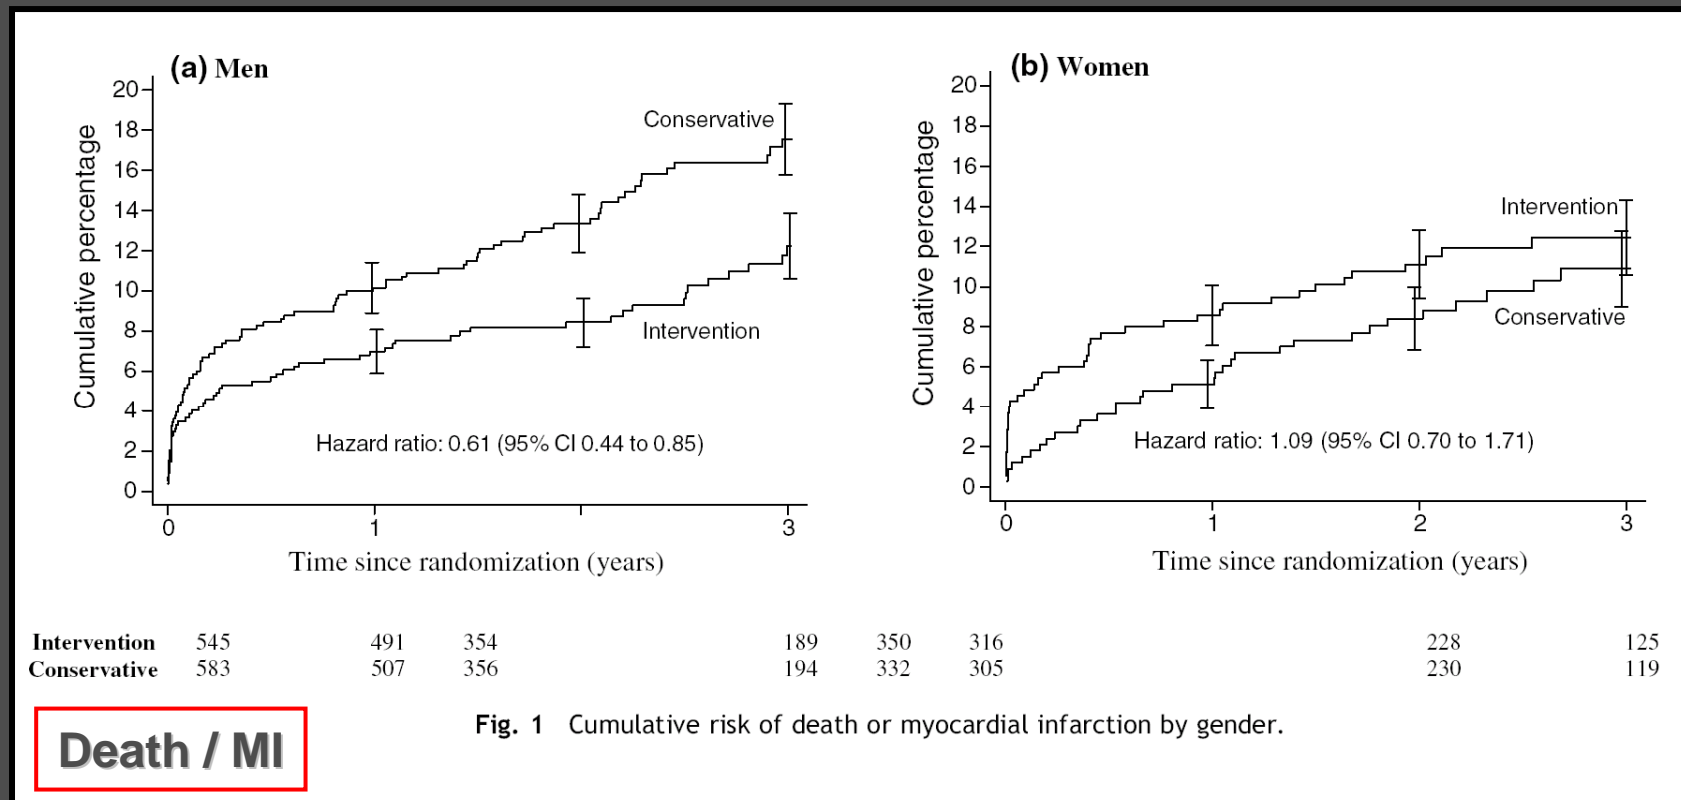 (a) Men
20
18
16
14
12
10
8
6
4
2
0
Cumulative percentage
Conservative
Intervention
Hazard ratio: 0.61 (95% CI 0.44 to 0.85)
0 1 3
Time since randomization (years)
(b) Women
20
18
16
14
12
10
8
6
4
2
0
Cumulative percentage
Intervention
Conservative
Hazard ratio: 1.09 (95% CI 0.70 to 1.71)
0 1 2 3
Time since randomization (years)
Intervention 545 491 354 189 350 316 228 125
Conservative 583 507 356 194 332 305 230 119
Fig. 1 Cumulative risk of death or myocardial infarction by gender.
Death / MI